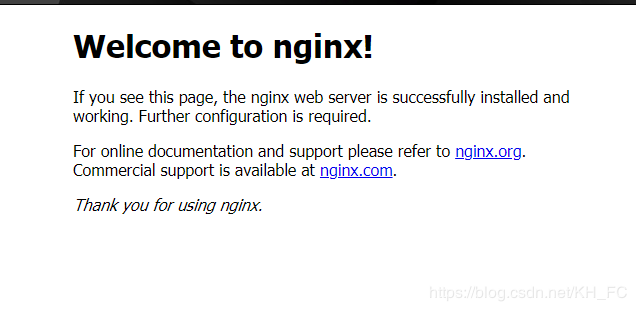 Welcome to nginx!
If you see this page, the nginx web server is successfully installed and
working. Further configuration is required.
For online documentation and support please refer to nginx.org.
Commercial support is available at nginx.com.
Thank you for using nginx.
https://blog.csdn.net/KH_FC